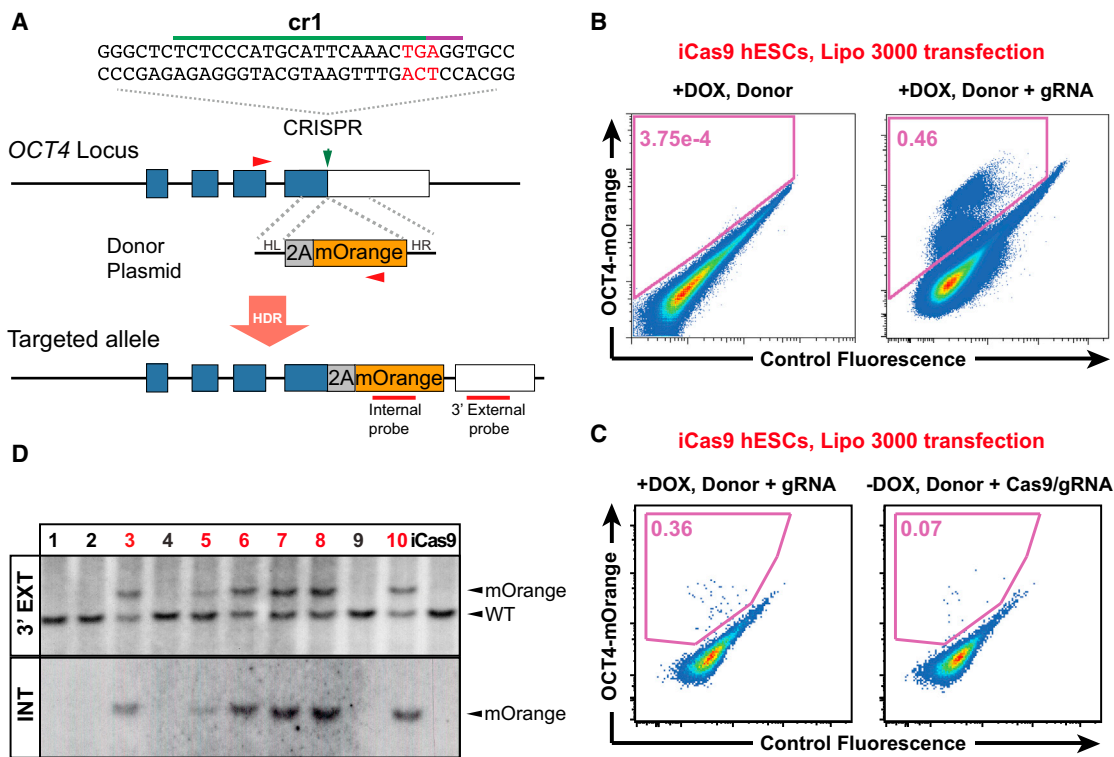 A
cr1
GGGCTCTCTCCCATGCATTCAAACTGAGGTGCC
CCCGAGAGAGGGTACGTAAGTTTGACTCCACGG
CRISPR
OCT4 Locus
HL 2A mOrange HR
Donor
Plasmid
HDR
Targeted allele
2A mOrange
Internal
probe
3' External
probe
B
iCas9 hESCs, Lipo 3000 transfection
+DOX, Donor
+DOX, Donor + gRNA
3.75e-4
0.46
OCT4-mOrange
Control Fluorescence
C
iCas9 hESCs, Lipo 3000 transfection
+DOX, Donor + gRNA
-DOX, Donor + Cas9/gRNA
0.36
0.07
OCT4-mOrange
Control Fluorescence
D
1 2 3 4 5 6 7 8 9 10 iCas9
3' EXT
mOrange
WT
INT
mOrange